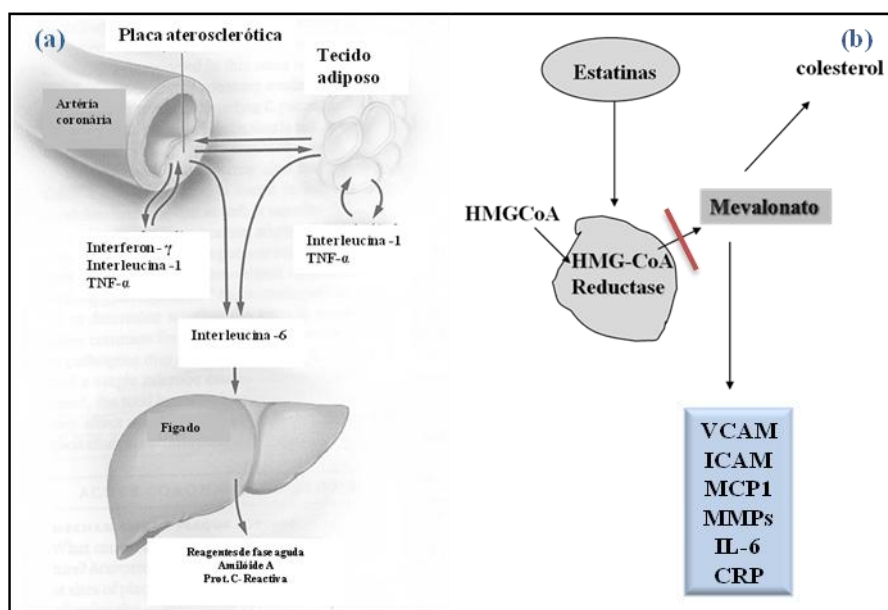 (a)
Placa aterosclerótica
Tecido
adiposo
Artéria
coronária
Interferon-γ
Interleucina-1
TNF-α
Interleucina-1
TNF-α
Interleucina-6
Fígado
Reagentes de fase aguda
Amilóide A
Prot. C- Reactiva
(b)
Estatinas
colesterol
HMGCoA
Mevalonato
HMG-CoA
Reductase
VCAM
ICAM
MCP1
MMPs
IL-6
CRP